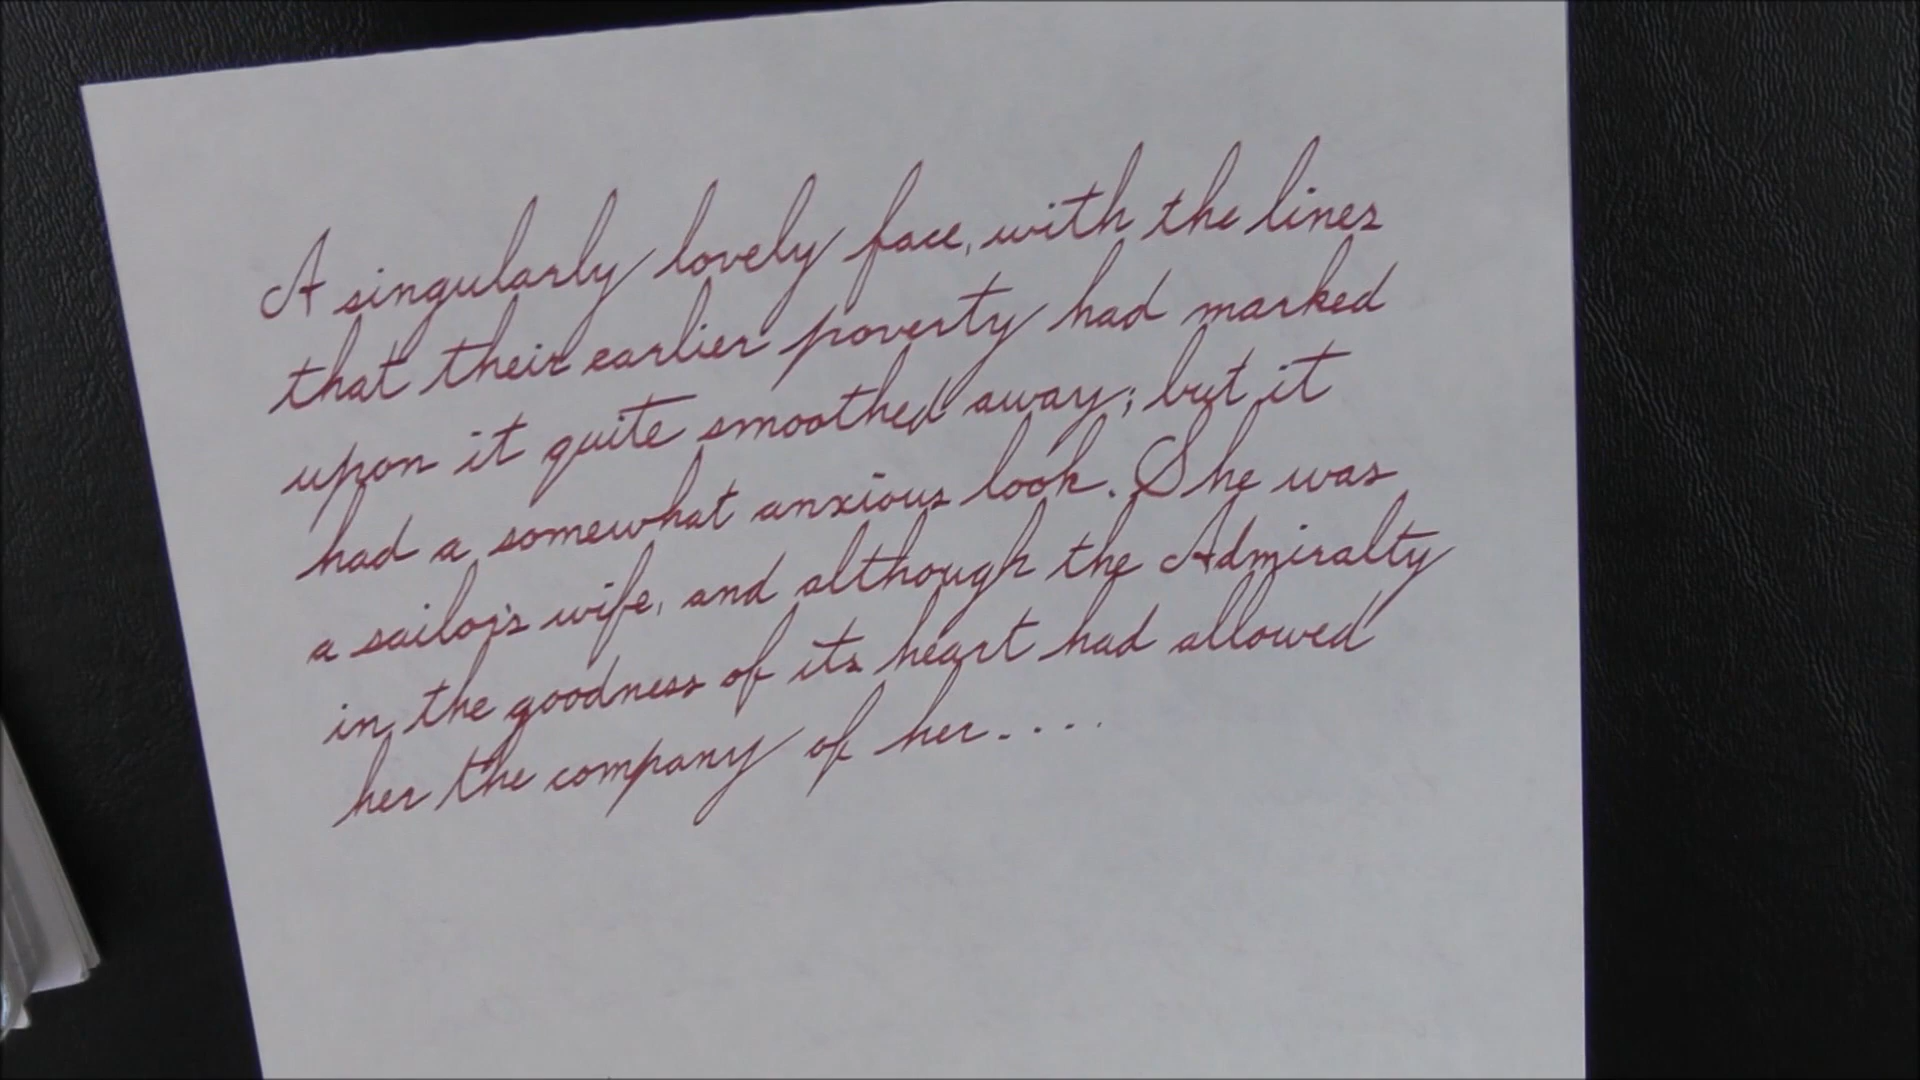 A singularly lovely face, with the lines
that their earlier poverty had marked
upon it quite smoothed away; but it
had a somewhat anxious look. She was
a sailor's wife, and although the Admiralty
in the goodness of its heart had allowed
her the company of her....